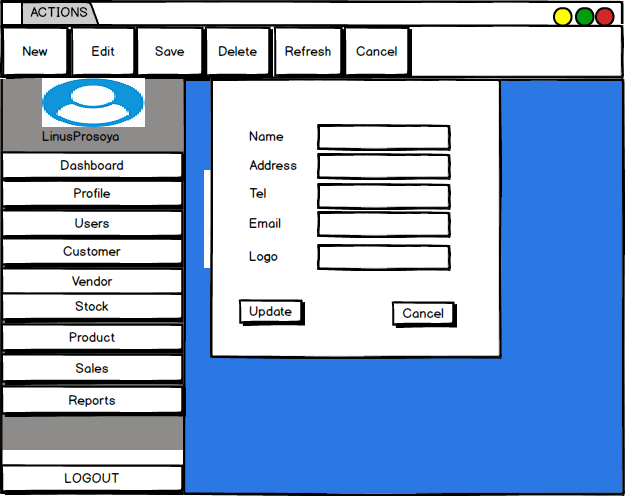 ACTIONS
New Edit Save Delete Refresh Cancel
LinusProsoya
Dashboard
Profile
Users
Customer
Vendor
Stock
Product
Sales
Reports
LOGOUT
Name
Address
Tel
Email
Logo
Update Cancel